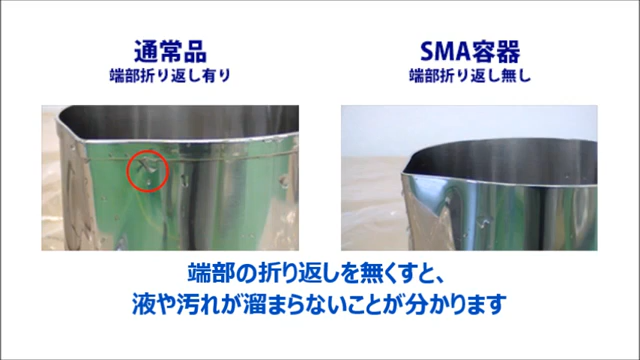 通常品
端部折り返し有り
SMA容器
端部折り返し無し
端部の折り返しを無くすと、
液や汚れが溜まらないことが分かります